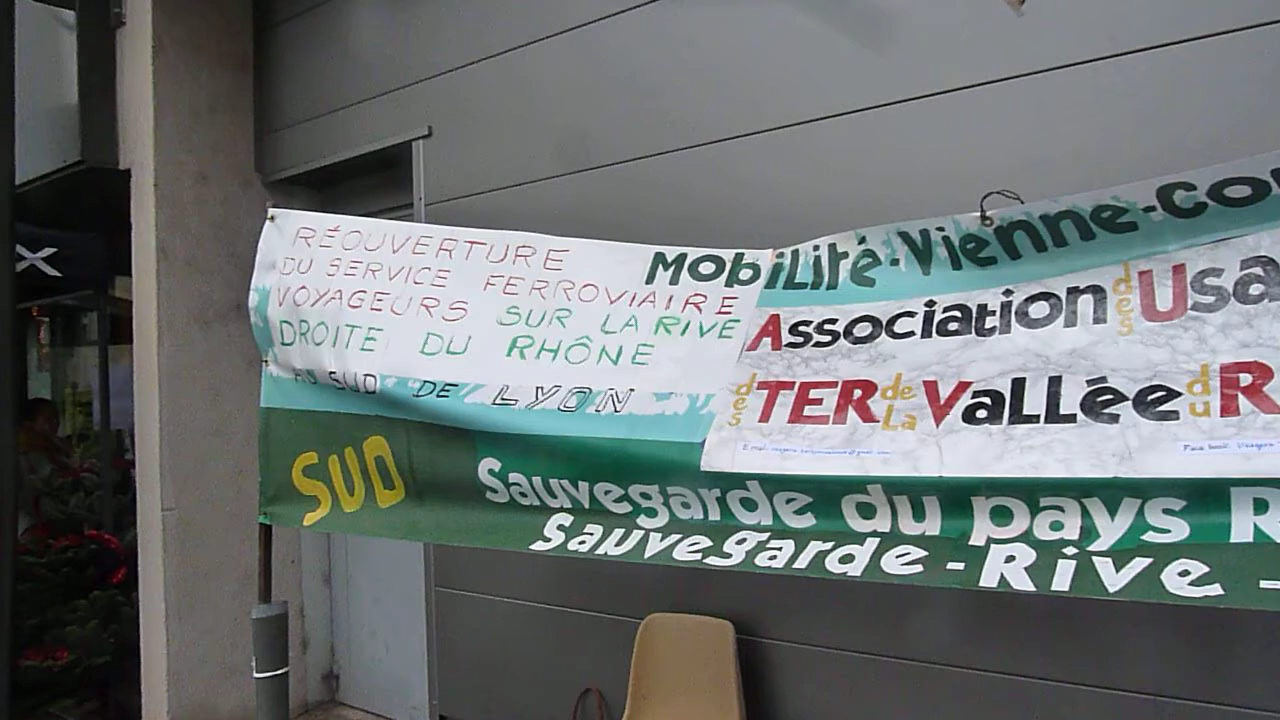 RÉOUVERTURE
DU SERVICE FERROVIAIRE
VOYAGEURS SUR LA RIVE
DROITE DU RHÔNE
AU SUD DE LYON
Mobilité-Vienne-co
Association des Usa
des TER de La Vallée du R
SUD
Sauvegarde du pays R
Sauvegarde - Rive -